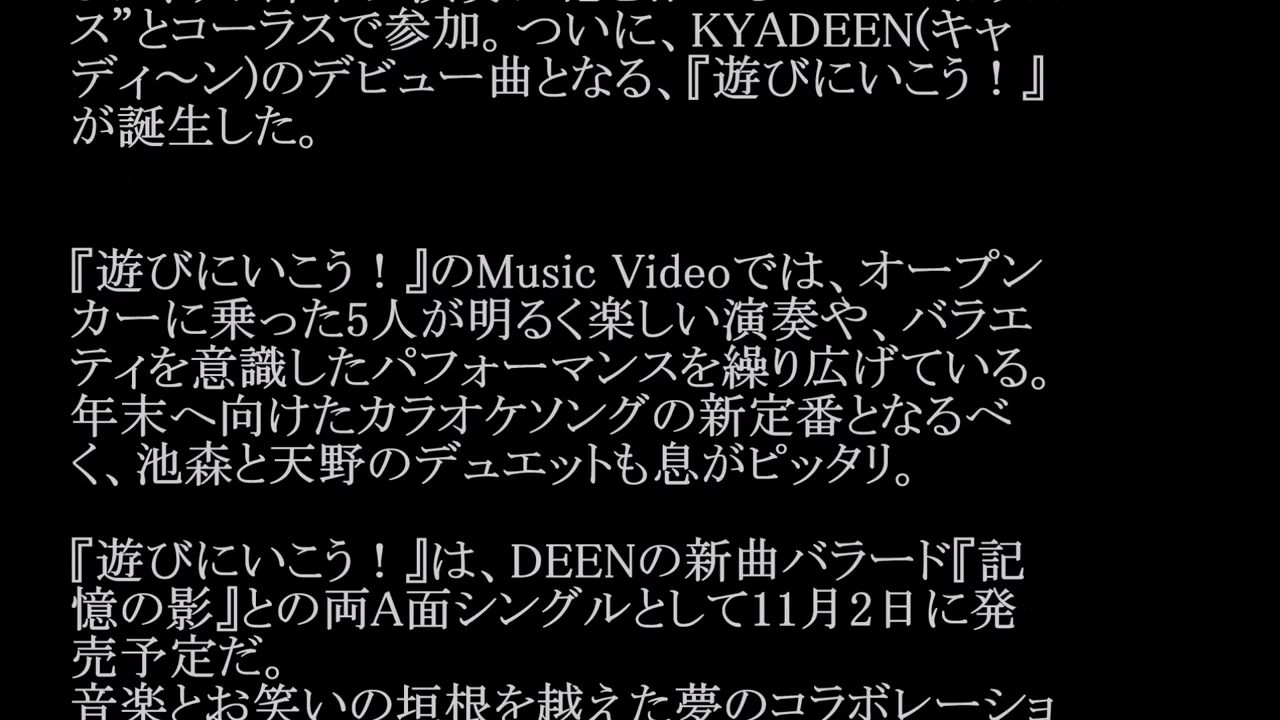 ス”とコーラスで参加。ついに、KYADEEN(キャ
ディ～ン)のデビュー曲となる、『遊びにいこう！』
が誕生した。
『遊びにいこう！』のMusic Videoでは、オープン
カーに乗った5人が明るく楽しい演奏や、バラエ
ティを意識したパフォーマンスを繰り広げている。
年末へ向けたカラオケソングの新定番となるべ
く、池森と天野のデュエットも息がピッタリ。
『遊びにいこう！』は、DEENの新曲バラード『記
憶の影』との両A面シングルとして11月2日に発
売予定だ。
音楽とお笑いの垣根を越えた夢のコラボレーショ